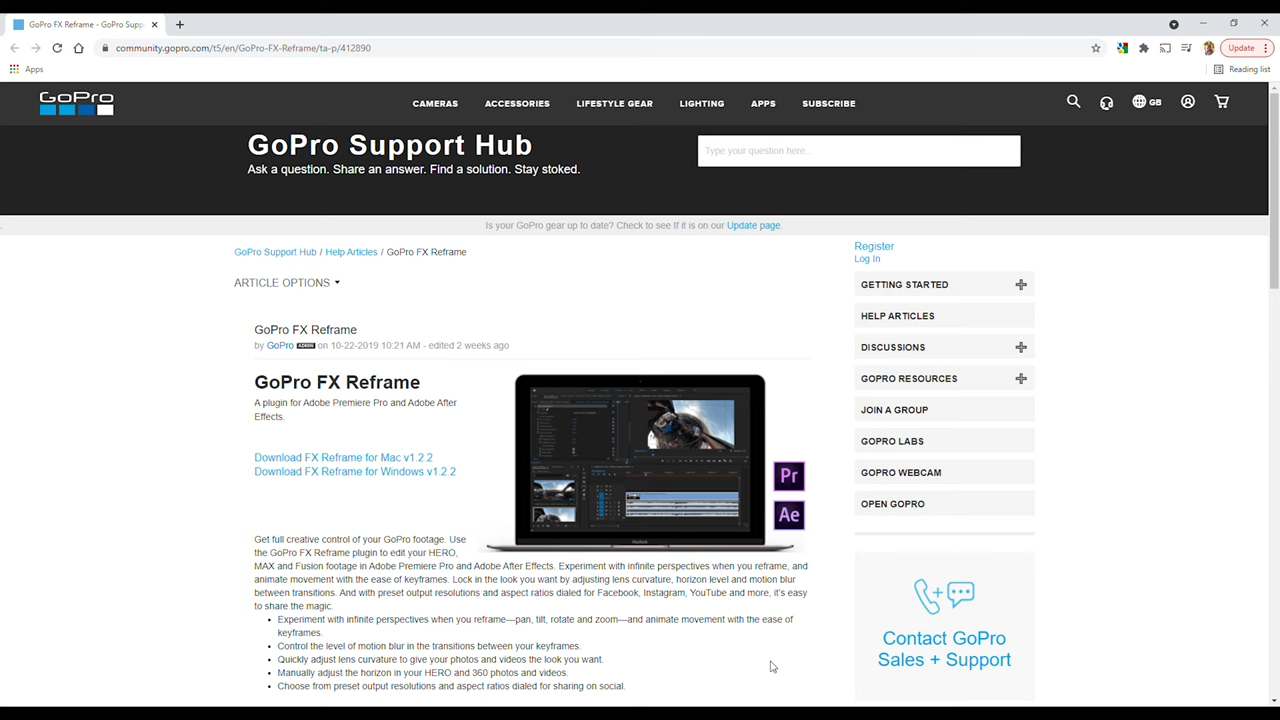 GoPro FX Reframe - GoPro Supp
community.gopro.com/t5/en/GoPro-FX-Reframe/ta-p/412890
Update
Apps
Reading list
GoPro
CAMERAS
ACCESSORIES
LIFESTYLE GEAR
LIGHTING
APPS
SUBSCRIBE
GB
GoPro Support Hub
Ask a question. Share an answer. Find a solution. Stay stoked.
Type your question here...
Is your GoPro gear up to date? Check to see if it is on our Update page.
GoPro Support Hub / Help Articles / GoPro FX Reframe
ARTICLE OPTIONS
GoPro FX Reframe
by GoPro ADMIN on 10-22-2019 10:21 AM - edited 2 weeks ago
GoPro FX Reframe
A plugin for Adobe Premiere Pro and Adobe After
Effects.
Download FX Reframe for Mac v1.2.2
Download FX Reframe for Windows v1.2.2
Pr
Ae
Get full creative control of your GoPro footage. Use
the GoPro FX Reframe plugin to edit your HERO,
MAX and Fusion footage in Adobe Premiere Pro and Adobe After Effects. Experiment with infinite perspectives when you reframe, and
animate movement with the ease of keyframes. Lock in the look you want by adjusting lens curvature, horizon level and motion blur
between transitions. And with preset output resolutions and aspect ratios dialed for Facebook, Instagram, YouTube and more, it's easy
to share the magic.
Experiment with infinite perspectives when you reframe—pan, tilt, rotate and zoom—and animate movement with the ease of
keyframes.
Control the level of motion blur in the transitions between your keyframes.
Quickly adjust lens curvature to give your photos and videos the look you want.
Manually adjust the horizon in your HERO and 360 photos and videos.
Choose from preset output resolutions and aspect ratios dialed for sharing on social.
Register
Log In
GETTING STARTED
HELP ARTICLES
DISCUSSIONS
GOPRO RESOURCES
JOIN A GROUP
GOPRO LABS
GOPRO WEBCAM
OPEN GOPRO
Contact GoPro
Sales + Support